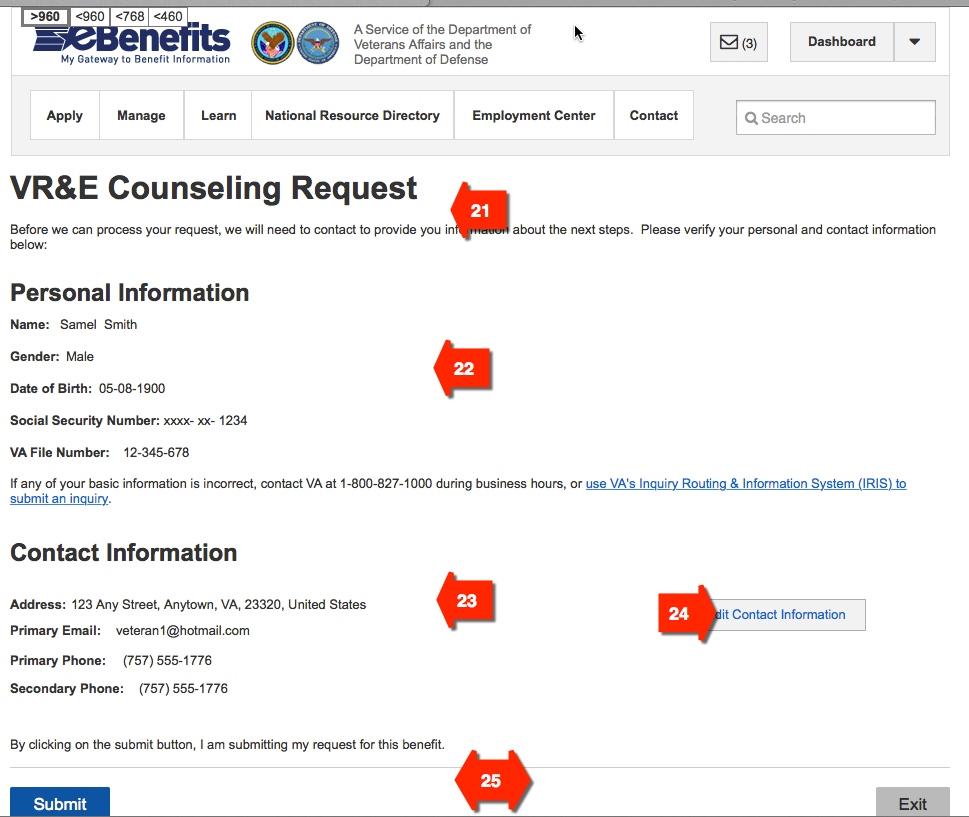 >960 <960 <768 <460
eBenefits
My Gateway to Benefit Information
A Service of the Department of
Veterans Affairs and the
Department of Defense
(3)
Dashboard
Apply Manage Learn National Resource Directory Employment Center Contact
Search
VR&E Counseling Request
21
Before we can process your request, we will need to contact to provide you information about the next steps. Please verify your personal and contact information
below:
Personal Information
Name: Samel Smith
Gender: Male
22
Date of Birth: 05-08-1900
Social Security Number: xxxx- xx- 1234
VA File Number: 12-345-678
If any of your basic information is incorrect, contact VA at 1-800-827-1000 during business hours, or use VA's Inquiry Routing & Information System (IRIS) to
submit an inquiry.
Contact Information
Address: 123 Any Street, Anytown, VA, 23320, United States
23
24 dit Contact Information
Primary Email: veteran1@hotmail.com
Primary Phone: (757) 555-1776
Secondary Phone: (757) 555-1776
By clicking on the submit button, I am submitting my request for this benefit.
25
Submit Exit